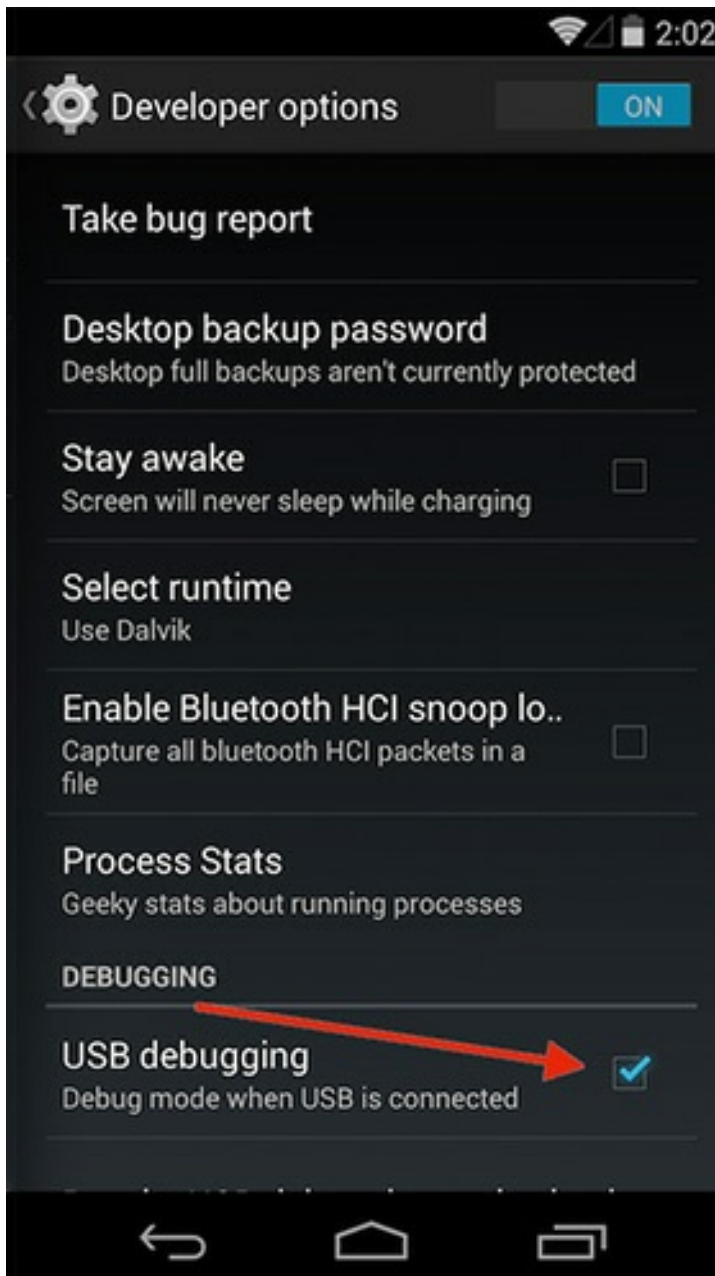 2:02
Developer options
ON
Take bug report
Desktop backup password
Desktop full backups aren't currently protected
Stay awake
Screen will never sleep while charging
Select runtime
Use Dalvik
Enable Bluetooth HCI snoop lo..
Capture all bluetooth HCI packets in a
file
Process Stats
Geeky stats about running processes
DEBUGGING
USB debugging
Debug mode when USB is connected